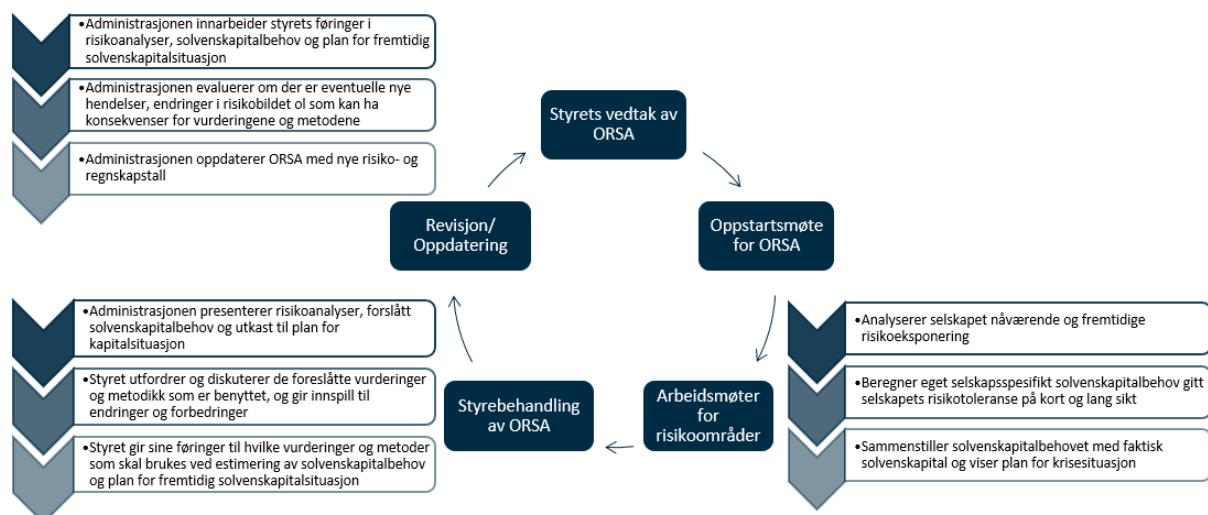 •Administrasjonen innarbeider styrets føringer i
risikoanalyser, solvenskapitalbehov og plan for fremtidig
solvenskapitalsituasjon
•Administrasjonen evaluerer om der er eventuelle nye
hendelser, endringer i risikobildet ol som kan ha
konsekvenser for vurderingene og metodene
•Administrasjonen oppdaterer ORSA med nye risiko- og
regnskapstall
Styrets vedtak av
ORSA
Revisjon/
Oppdatering
Oppstartsmøte
for ORSA
•Administrasjonen presenterer risikoanalyser, forslått
solvenskapitalbehov og utkast til plan for
kapitalsituasjon
•Styret utfordrer og diskuterer de foreslåtte vurderinger
og metodikk som er benyttet, og gir innspill til
endringer og forbedringer
•Styret gir sine føringer til hvilke vurderinger og metoder
som skal brukes ved estimering av solvenskapitalbehov
og plan for fremtidig solvenskapitalsituasjon
Styrebehandling
av ORSA
Arbeidsmøter
for
risikoområder
•Analyserer selskapet nåværende og fremtidige
risikoeksponering
•Beregner eget selskapsspesifikt solvenskapitalbehov gitt
selskapets risikotoleranse på kort og lang sikt
•Sammenstiller solvenskapitalbehovet med faktisk
solvenskapital og viser plan for krisesituasjon